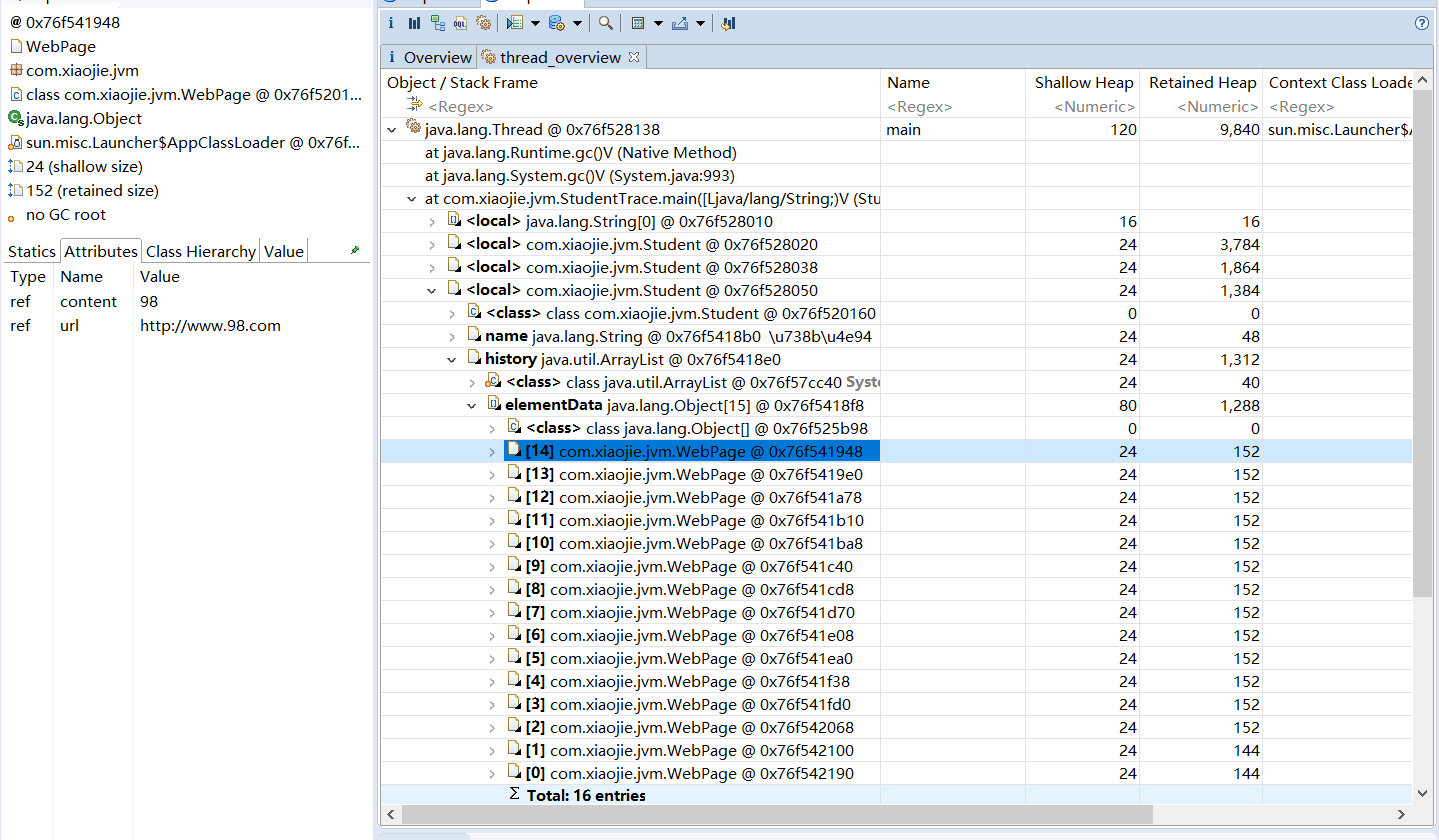 @ 0x76f541948
WebPage
com.xiaojie.jvm
class com.xiaojie.jvm.WebPage @ 0x76f5201...
java.lang.Object
sun.misc.Launcher$AppClassLoader @ 0x76f...
24 (shallow size)
152 (retained size)
no GC root
Statics Attributes Class Hierarchy Value
Type Name Value
ref content 98
ref url http://www.98.com
i OQL
i Overview thread_overview
Object / Stack Frame Name Shallow Heap Retained Heap Context Class Loade
<Regex> <Regex> <Numeric> <Numeric> <Regex>
java.lang.Thread @ 0x76f528138 main 120 9,840 sun.misc.Launcher$A
at java.lang.Runtime.gc()V (Native Method)
at java.lang.System.gc()V (System.java:993)
at com.xiaojie.jvm.StudentTrace.main([Ljava/lang/String;)V (Stu
<local> java.lang.String[0] @ 0x76f528010 16 16
<local> com.xiaojie.jvm.Student @ 0x76f528020 24 3,784
<local> com.xiaojie.jvm.Student @ 0x76f528038 24 1,864
<local> com.xiaojie.jvm.Student @ 0x76f528050 24 1,384
<class> class com.xiaojie.jvm.Student @ 0x76f520160 0 0
name java.lang.String @ 0x76f5418b0 \u738b\u4e94 24 48
history java.util.ArrayList @ 0x76f5418e0 24 1,312
<class> class java.util.ArrayList @ 0x76f57cc40 Syste 24 40
elementData java.lang.Object[15] @ 0x76f5418f8 80 1,288
<class> class java.lang.Object[] @ 0x76f525b98 0 0
[14] com.xiaojie.jvm.WebPage @ 0x76f541948 24 152
[13] com.xiaojie.jvm.WebPage @ 0x76f5419e0 24 152
[12] com.xiaojie.jvm.WebPage @ 0x76f541a78 24 152
[11] com.xiaojie.jvm.WebPage @ 0x76f541b10 24 152
[10] com.xiaojie.jvm.WebPage @ 0x76f541ba8 24 152
[9] com.xiaojie.jvm.WebPage @ 0x76f541c40 24 152
[8] com.xiaojie.jvm.WebPage @ 0x76f541cd8 24 152
[7] com.xiaojie.jvm.WebPage @ 0x76f541d70 24 152
[6] com.xiaojie.jvm.WebPage @ 0x76f541e08 24 152
[5] com.xiaojie.jvm.WebPage @ 0x76f541ea0 24 152
[4] com.xiaojie.jvm.WebPage @ 0x76f541f38 24 152
[3] com.xiaojie.jvm.WebPage @ 0x76f541fd0 24 152
[2] com.xiaojie.jvm.WebPage @ 0x76f542068 24 152
[1] com.xiaojie.jvm.WebPage @ 0x76f542100 24 144
[0] com.xiaojie.jvm.WebPage @ 0x76f542190 24 144
Σ Total: 16 entries